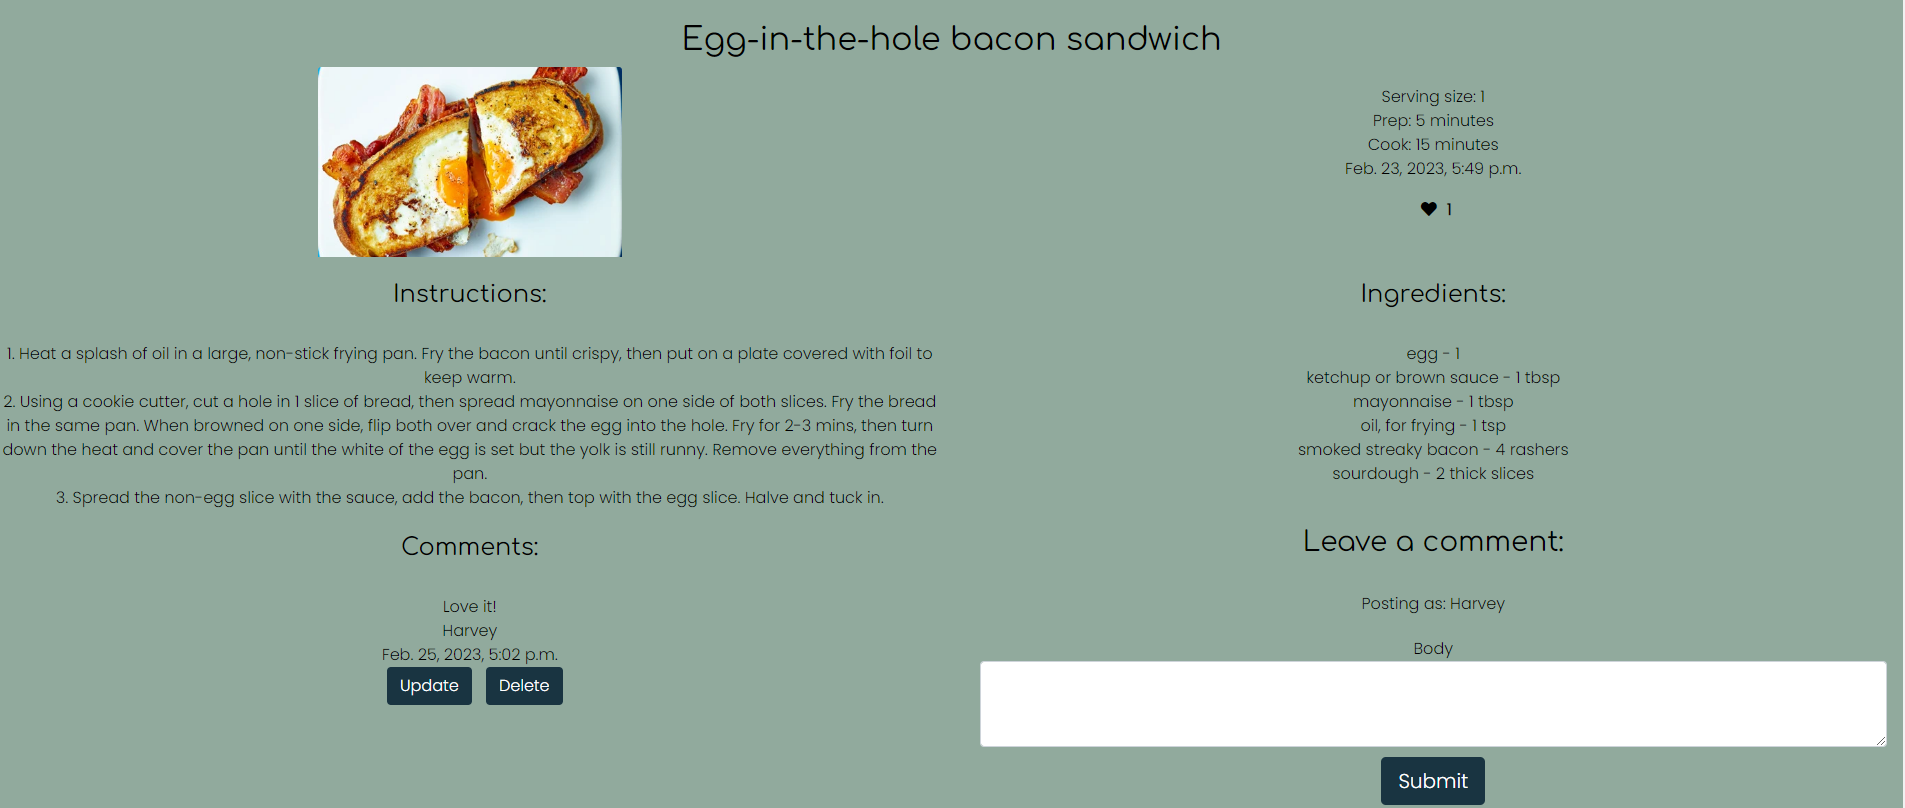 Egg-in-the-hole bacon sandwich
Serving size: 1
Prep: 5 minutes
Cook: 15 minutes
Feb. 23, 2023, 5:49 p.m.
1
Instructions:
1. Heat a splash of oil in a large, non-stick frying pan. Fry the bacon until crispy, then put on a plate covered with foil to
keep warm.
2. Using a cookie cutter, cut a hole in 1 slice of bread, then spread mayonnaise on one side of both slices. Fry the bread
in the same pan. When browned on one side, flip both over and crack the egg into the hole. Fry for 2-3 mins, then turn
down the heat and cover the pan until the white of the egg is set but the yolk is still runny. Remove everything from the
pan.
3. Spread the non-egg slice with the sauce, add the bacon, then top with the egg slice. Halve and tuck in.
Ingredients:
egg - 1
ketchup or brown sauce - 1 tbsp
mayonnaise - 1 tbsp
oil, for frying - 1 tsp
smoked streaky bacon - 4 rashers
sourdough - 2 thick slices
Comments:
Love it!
Harvey
Feb. 25, 2023, 5:02 p.m.
Update Delete
Leave a comment:
Posting as: Harvey
Body
Submit